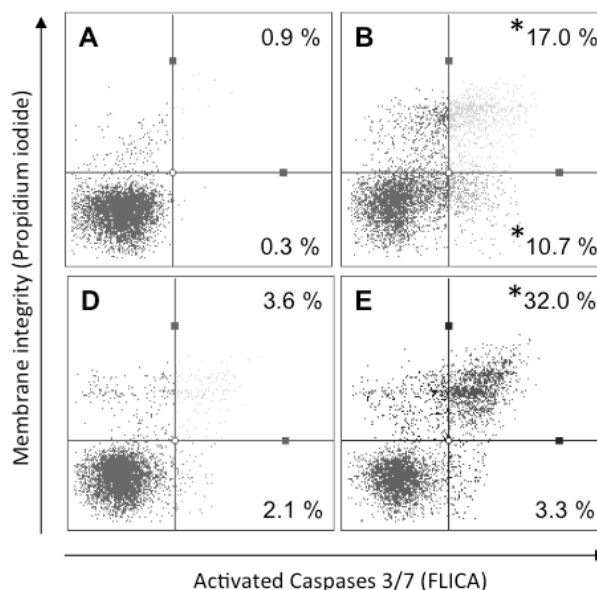 A
0.9 %
B
*17.0 %
0.3 %
*10.7 %
D
3.6 %
E
*32.0 %
2.1 %
3.3 %
Membrane integrity (Propidium iodide)
Activated Caspases 3/7 (FLICA)